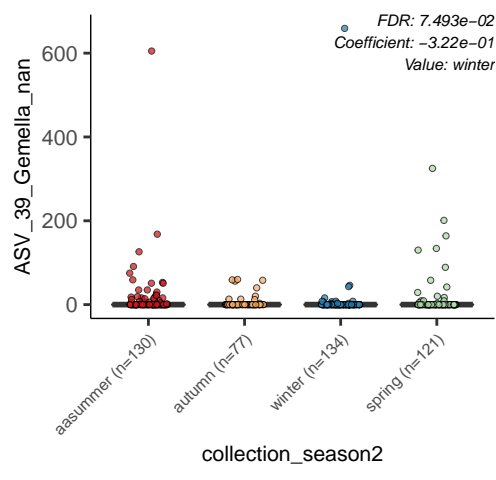 FDR: 7.493e−02
Coefficient: −3.22e−01
Value: winter
ASV_39_Gemella_nan
600
400
200
0
aasummer (n=130)
autumn (n=77)
winter (n=134)
spring (n=121)
collection_season2